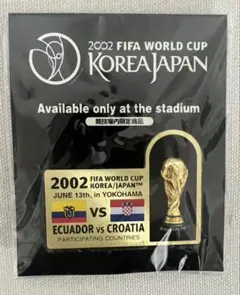 2002 FIFA WORLD CUP
KOREA JAPAN
Available only at the stadium
競技場内限定商品
2002 FIFA WORLD CUP
KOREA/JAPAN™
JUNE 13th, in YOKOHAMA
VS
ECUADOR vs CROATIA
PARTICIPATING COUNTRIES